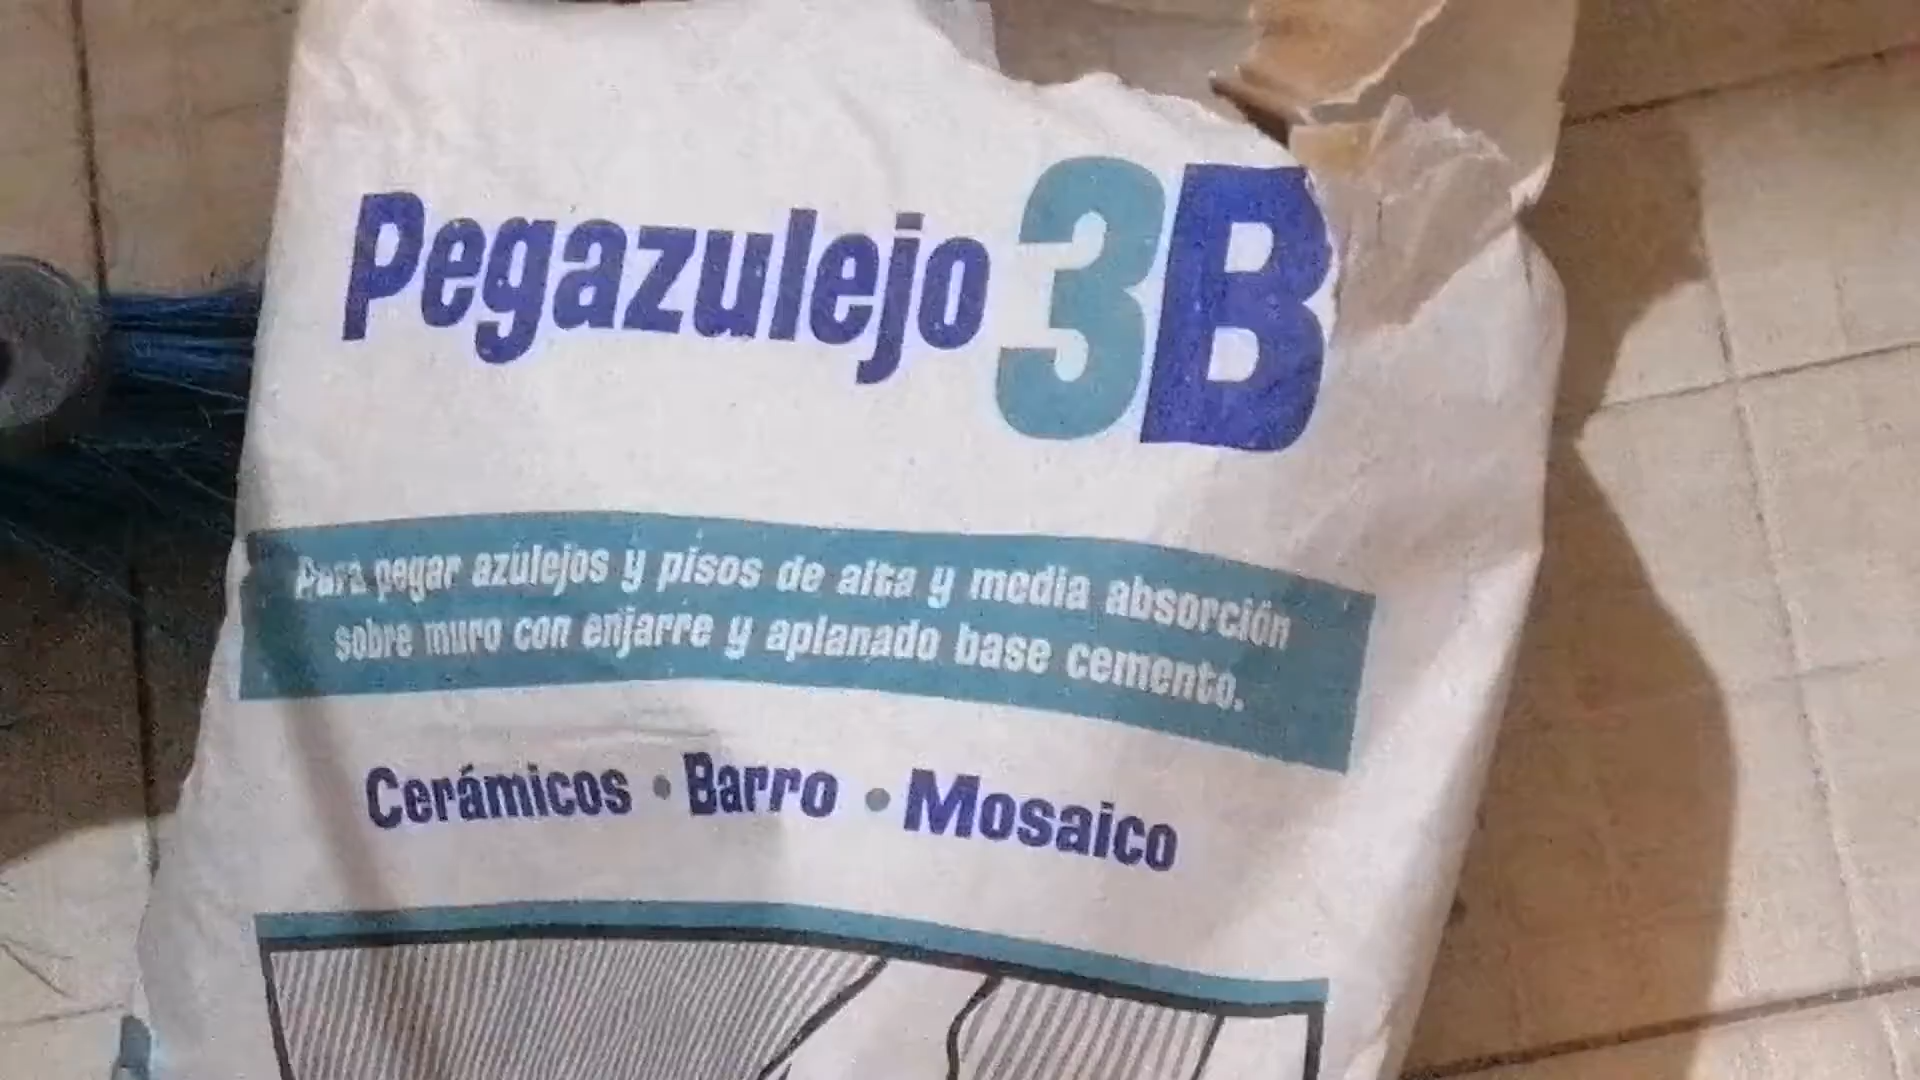 Pegazulejo 3B
Para pegar azulejos y pisos de alta y media absorción
sobre muro con enjarre y aplanado base cemento.
Cerámicos • Barro • Mosaico